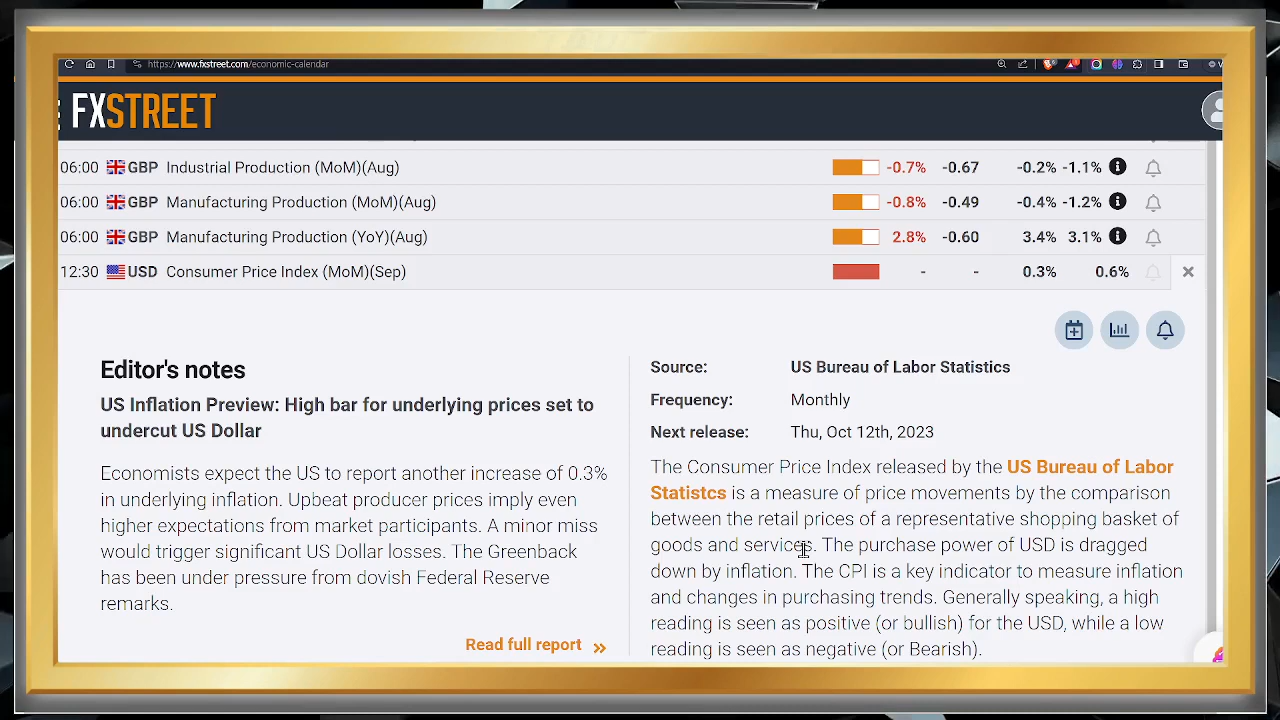 https://www.fxstreet.com/economic-calendar
FXSTREET
06:00 GBP Industrial Production (MoM)(Aug) -0.7% -0.67 -0.2% -1.1%
06:00 GBP Manufacturing Production (MoM)(Aug) -0.8% -0.49 -0.4% -1.2%
06:00 GBP Manufacturing Production (YoY)(Aug) 2.8% -0.60 3.4% 3.1%
12:30 USD Consumer Price Index (MoM)(Sep) - - 0.3% 0.6%
Editor's notes
US Inflation Preview: High bar for underlying prices set to
undercut US Dollar
Economists expect the US to report another increase of 0.3%
in underlying inflation. Upbeat producer prices imply even
higher expectations from market participants. A minor miss
would trigger significant US Dollar losses. The Greenback
has been under pressure from dovish Federal Reserve
remarks.
Read full report »
Source: US Bureau of Labor Statistics
Frequency: Monthly
Next release: Thu, Oct 12th, 2023
The Consumer Price Index released by the US Bureau of Labor
Statistcs is a measure of price movements by the comparison
between the retail prices of a representative shopping basket of
goods and services. The purchase power of USD is dragged
down by inflation. The CPI is a key indicator to measure inflation
and changes in purchasing trends. Generally speaking, a high
reading is seen as positive (or bullish) for the USD, while a low
reading is seen as negative (or Bearish).